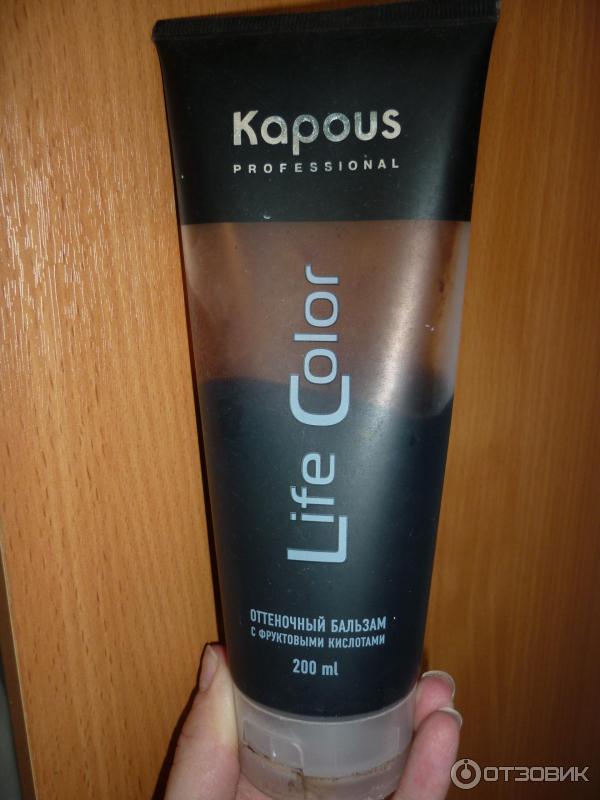 Kapous
PROFESSIONAL
Life Color
ОТТЕНОЧНЫЙ БАЛЬЗАМ
С ФРУКТОВЫМИ КИСЛОТАМИ
200 ml
ОТЗОВИК